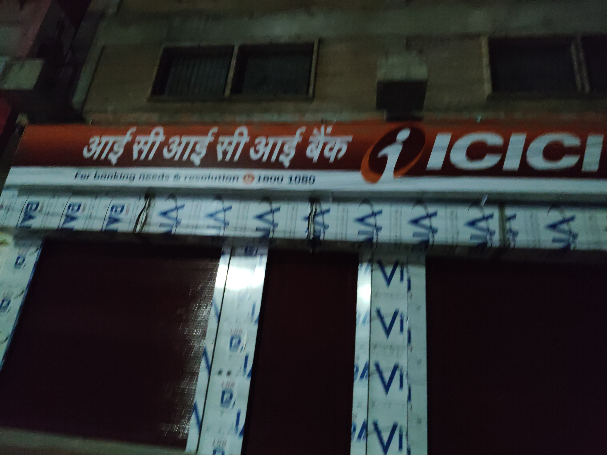 आई सी आई सी आई बैंक ICICI
For banking needs & resolution 1800 1080